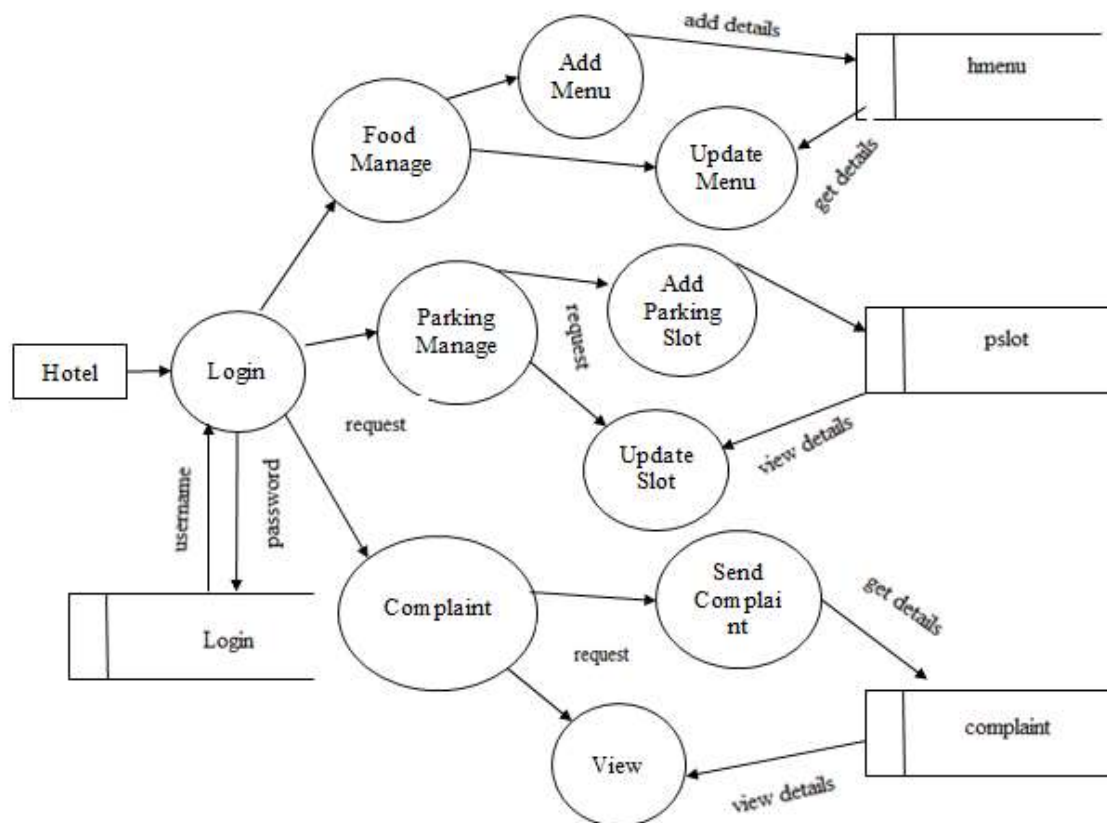 add details
Add
Menu
hmenu
Food
Manage
Update
Menu
get details
Add
Parking
Slot
Parking
Manage
request
pslot
Hotel
Login
request
Update
Slot
view details
username
password
Send
Complai
nt
get details
Complaint
Login
request
complaint
View
view details